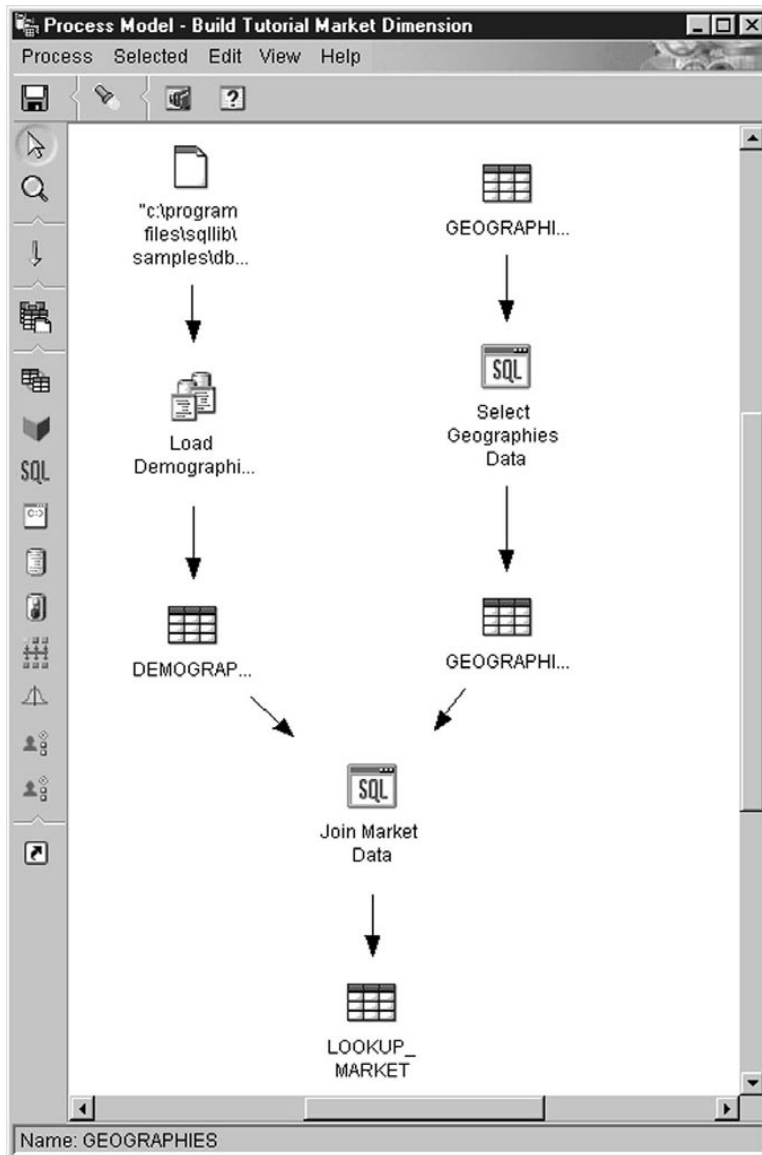 Process Model - Build Tutorial Market Dimension
Process Selected Edit View Help
"c:\program
files\sqllib\
samples\db...
GEOGRAPHI...
SQL
Select
Geographies
Data
Load
Demographi...
SQL
DEMOGRAP...
GEOGRAPHI...
SQL
Join Market
Data
LOOKUP_
MARKET
Name: GEOGRAPHIES